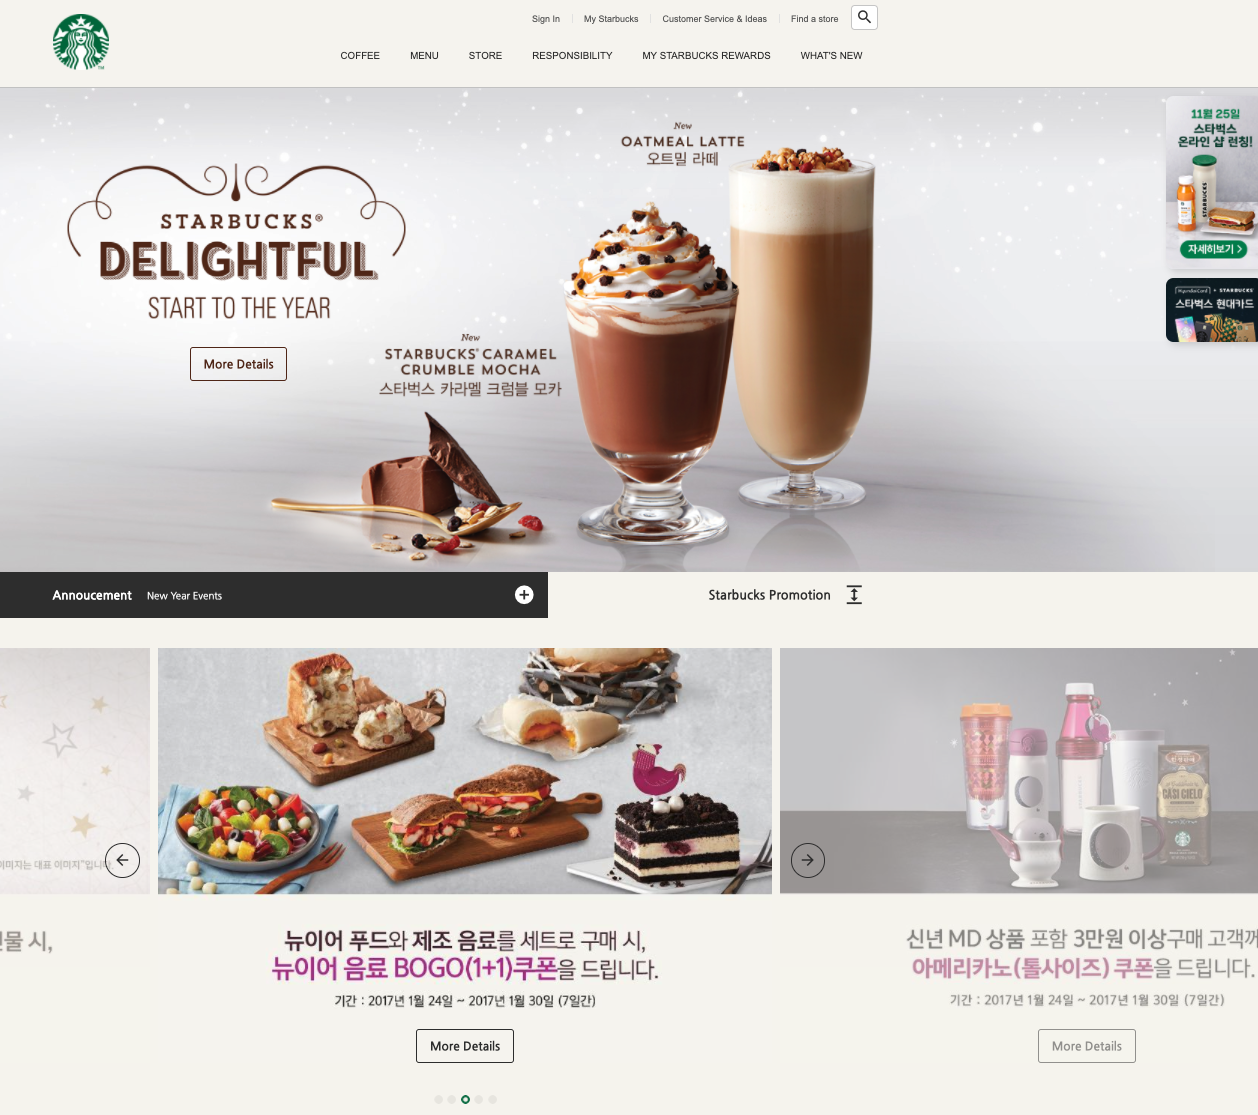 Sign In
My Starbucks
Customer Service & Ideas
Find a store
COFFEE
MENU
STORE
RESPONSIBILITY
MY STARBUCKS REWARDS
WHAT'S NEW
STARBUCKS®
DELIGHTFUL
START TO THE YEAR
More Details
New
OATMEAL LATTE
오트밀 라떼
New
STARBUCKS® CARAMEL
CRUMBLE MOCHA
스타벅스 카라멜 크럼블 모카
11월 25일
스타벅스
온라인 샵 런칭!
STARBUCKS
자세히보기 >
HyundaiCard + STARBUCKS
스타벅스 현대카드
Annoucement
New Year Events
Starbucks Promotion
이미지는 대표 이미지"입니다.
물 시,
뉴이어 푸드와 제조 음료를 세트로 구매 시,
뉴이어 음료 BOGO(1+1)쿠폰을 드립니다.
기간 : 2017년 1월 24일 ~ 2017년 1월 30일 (7일간)
More Details
CASI CIELO
신년 MD 상품 포함 3만원 이상구매 고객께
아메리카노(톨사이즈) 쿠폰을 드립니다.
기간 : 2017년 1월 24일 ~ 2017년 1월 30일 (7일간)
More Details